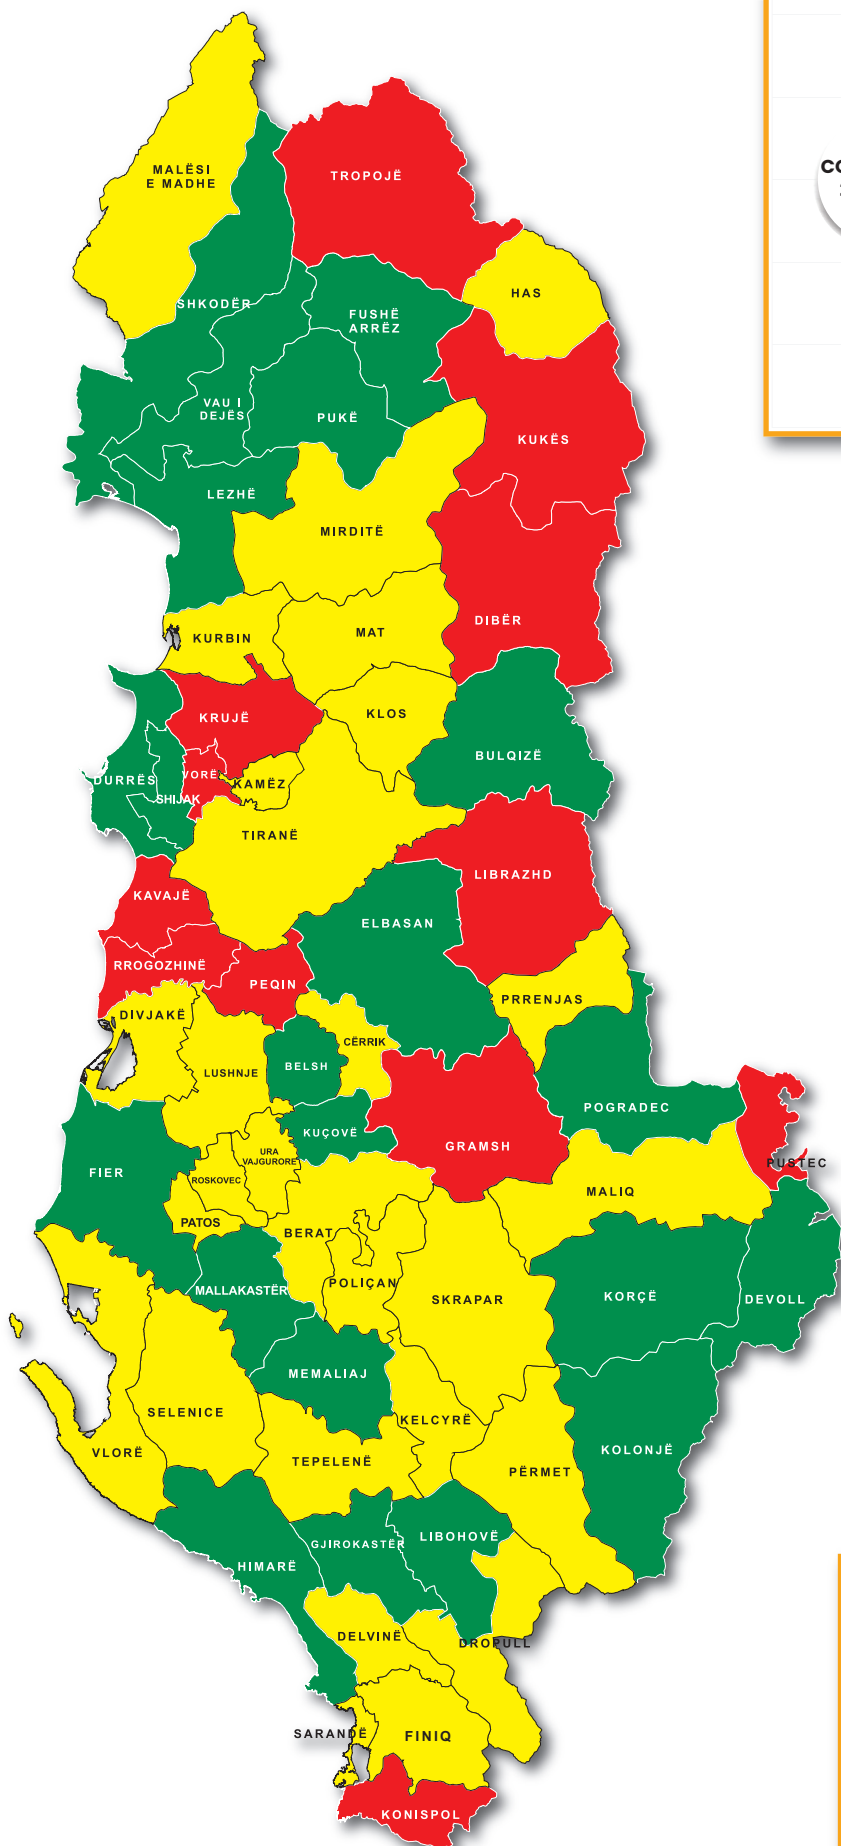 MALËSI
E MADHE
TROPOJË
HAS
SHKODËR
FUSHË
ARRËZ
VAU I
DEJËS
PUKË
KUKËS
LEZHË
MIRDITË
DIBËR
KURBIN
MAT
KRUJË
KLOS
BULQIZË
DURRËS
VORË
KAMËZ
SHIJAK
TIRANË
LIBRAZHD
KAVAJË
ELBASAN
RROGOZHINË
PEQIN
PRRENJAS
DIVJAKË
CËRRIK
LUSHNJE
BELSH
POGRADEC
KUÇOVË
GRAMSH
URA
VAJGURORE
FIER
ROSKOVEC
PUSTEC
MALIQ
PATOS
BERAT
POLIÇAN
MALLAKASTËR
SKRAPAR
KORÇË
DEVOLL
MEMALIAJ
SELENICE
KELCYRË
VLORË
TEPELENË
PËRMET
KOLONJË
GJIROKASTËR
LIBOHOVË
HIMARË
DELVINË
DROPULL
SARANDË
FINIQ
KONISPOL